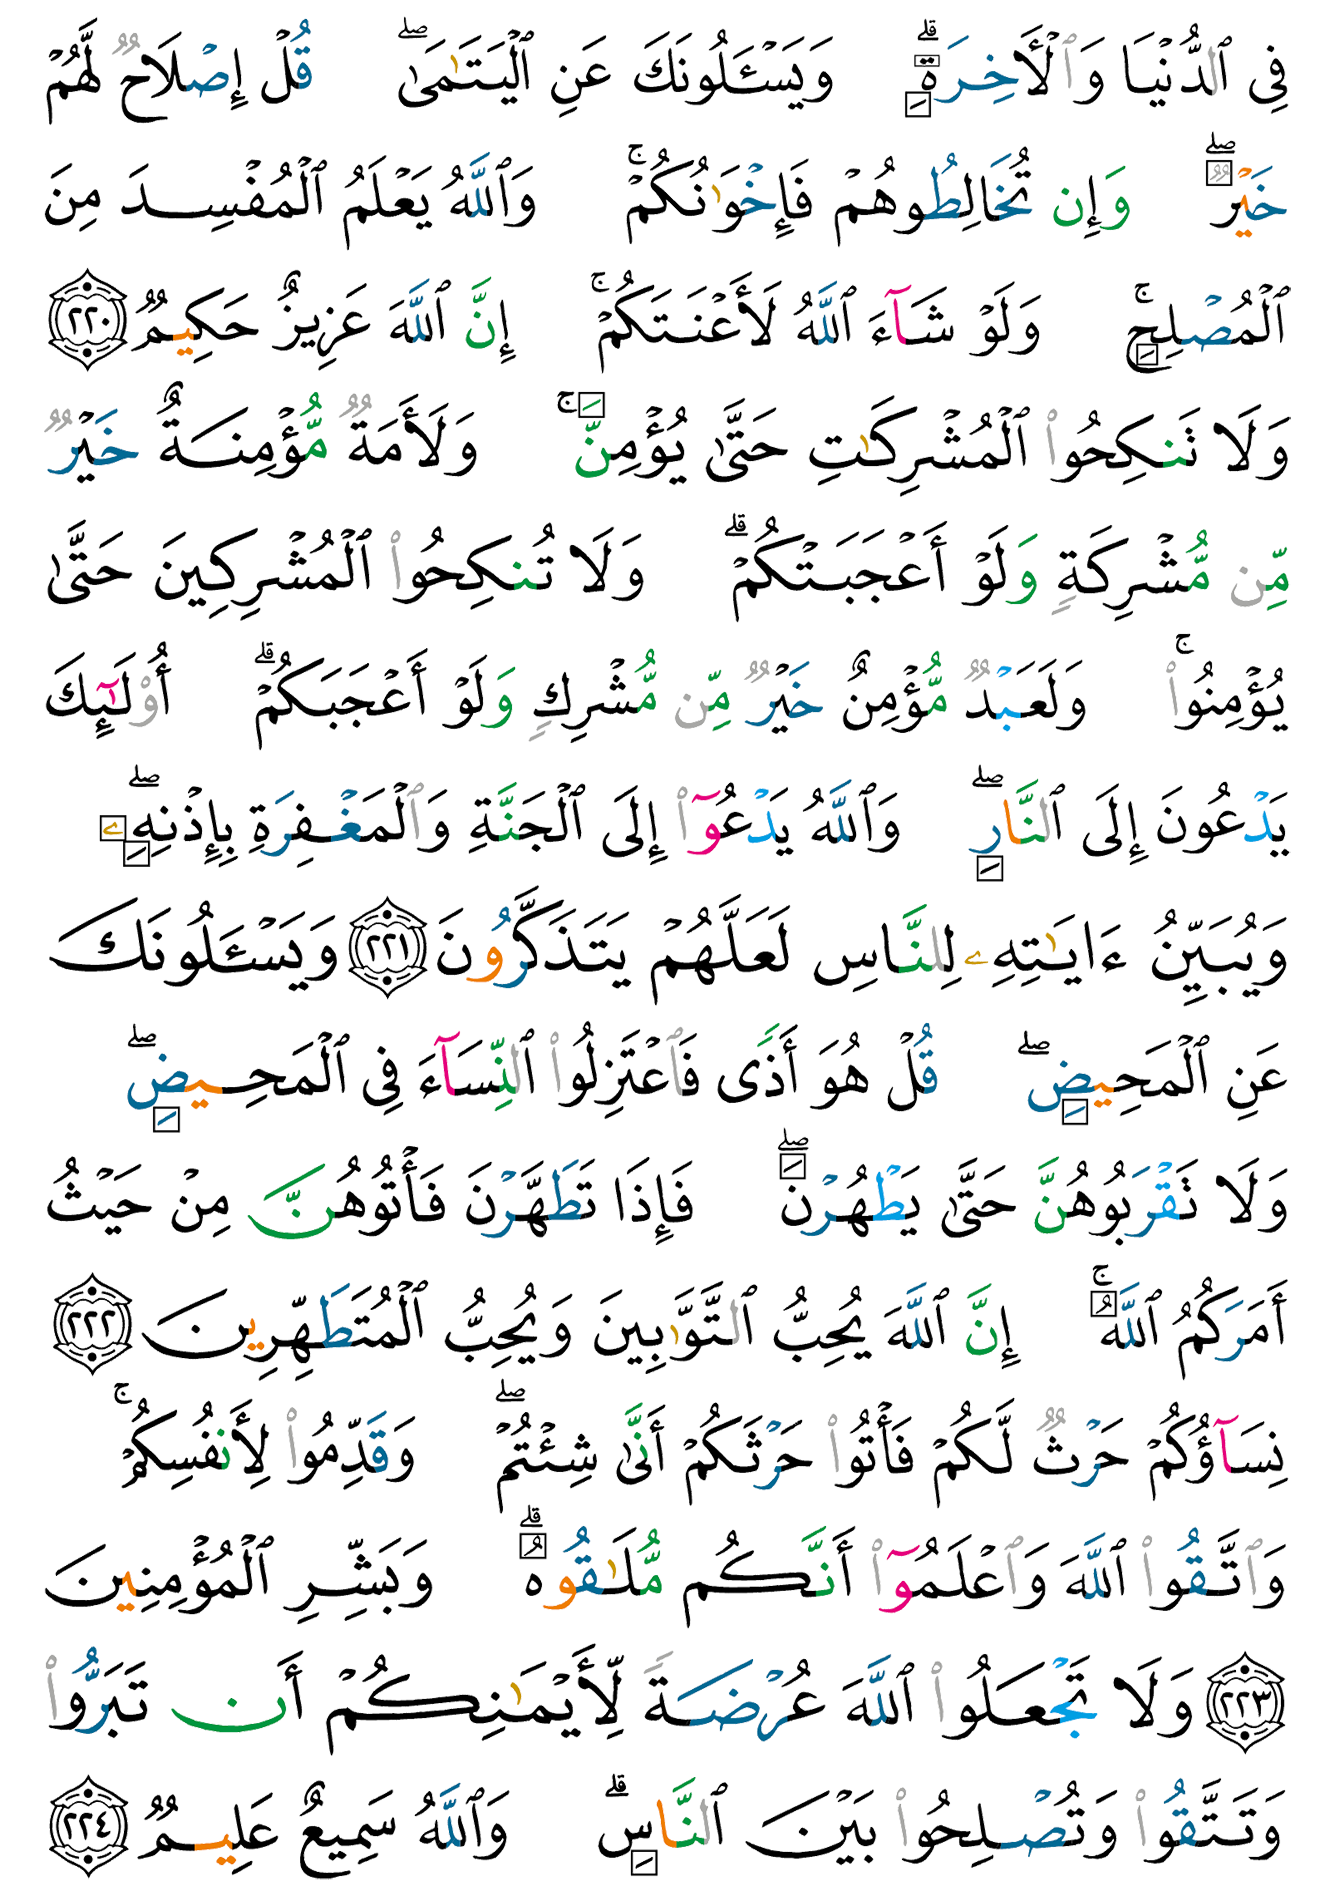 فِي ٱلدُّنْيَا وَٱلْأَخِرَةِ ۗ وَيَسْـَٔلُونَكَ عَنِ ٱلْيَتَـٰمَىٰ ۖ قُلْ إِصْلَاحٌ لَّهُمْ
خَيْرٌ ۖ وَإِن تُخَالِطُوهُمْ فَإِخْوَٰنُكُمْ ۚ وَٱللَّهُ يَعْلَمُ ٱلْمُفْسِدَ مِنَ
ٱلْمُصْلِحِ ۚ وَلَوْ شَآءَ ٱللَّهُ لَأَعْنَتَكُمْ ۚ إِنَّ ٱللَّهَ عَزِيزٌ حَكِيمٌ ٢٢٠
وَلَا تَنكِحُوا۟ ٱلْمُشْرِكَـٰتِ حَتَّىٰ يُؤْمِنَّ ۚ وَلَأَمَةٌ مُّؤْمِنَةٌ خَيْرٌ
مِّن مُّشْرِكَةٍ وَلَوْ أَعْجَبَتْكُمْ ۗ وَلَا تُنكِحُوا۟ ٱلْمُشْرِكِينَ حَتَّىٰ
يُؤْمِنُوا۟ ۚ وَلَعَبْدٌ مُّؤْمِنٌ خَيْرٌ مِّن مُّشْرِكٍ وَلَوْ أَعْجَبَكُمْ ۗ أُو۟لَـٰٓئِكَ
يَدْعُونَ إِلَى ٱلنَّارِ ۖ وَٱللَّهُ يَدْعُوٓا۟ إِلَى ٱلْجَنَّةِ وَٱلْمَغْفِرَةِ بِإِذْنِهِۦ ۖ
وَيُبَيِّنُ ءَايَـٰتِهِۦ لِلنَّاسِ لَعَلَّهُمْ يَتَذَكَّرُونَ ٢٢١ وَيَسْـَٔلُونَكَ
عَنِ ٱلْمَحِيضِ ۖ قُلْ هُوَ أَذًى فَٱعْتَزِلُوا۟ ٱلنِّسَآءَ فِى ٱلْمَحِيضِ ۖ
وَلَا تَقْرَبُوهُنَّ حَتَّىٰ يَطْهُرْنَ ۖ فَإِذَا تَطَهَّرْنَ فَأْتُوهُنَّ مِنْ حَيْثُ
أَمَرَكُمُ ٱللَّهُ ۚ إِنَّ ٱللَّهَ يُحِبُّ ٱلتَّوَّٰبِينَ وَيُحِبُّ ٱلْمُتَطَهِّرِينَ ٢٢٢
نِسَآؤُكُمْ حَرْثٌ لَّكُمْ فَأْتُوا۟ حَرْثَكُمْ أَنَّىٰ شِئْتُمْ ۖ وَقَدِّمُوا۟ لِأَنفُسِكُمْ ۚ
وَٱتَّقُوا۟ ٱللَّهَ وَٱعْلَمُوٓا۟ أَنَّكُم مُّلَـٰقُوهُ ۗ وَبَشِّرِ ٱلْمُؤْمِنِينَ
٢٢٣ وَلَا تَجْعَلُوا۟ ٱللَّهَ عُرْضَةً لِّأَيْمَـٰنِكُمْ أَن تَبَرُّوا۟
وَتَتَّقُوا۟ وَتُصْلِحُوا۟ بَيْنَ ٱلنَّاسِ ۗ وَٱللَّهُ سَمِيعٌ عَلِيمٌ ٢٢٤